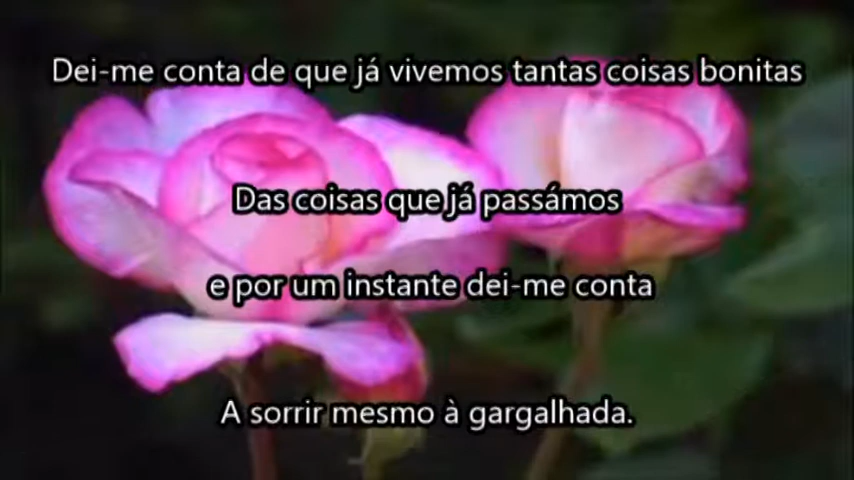 Dei-me conta de que já vivemos tantas coisas bonitas
Das coisas que já passámos
e por um instante dei-me conta
A sorrir mesmo à gargalhada.